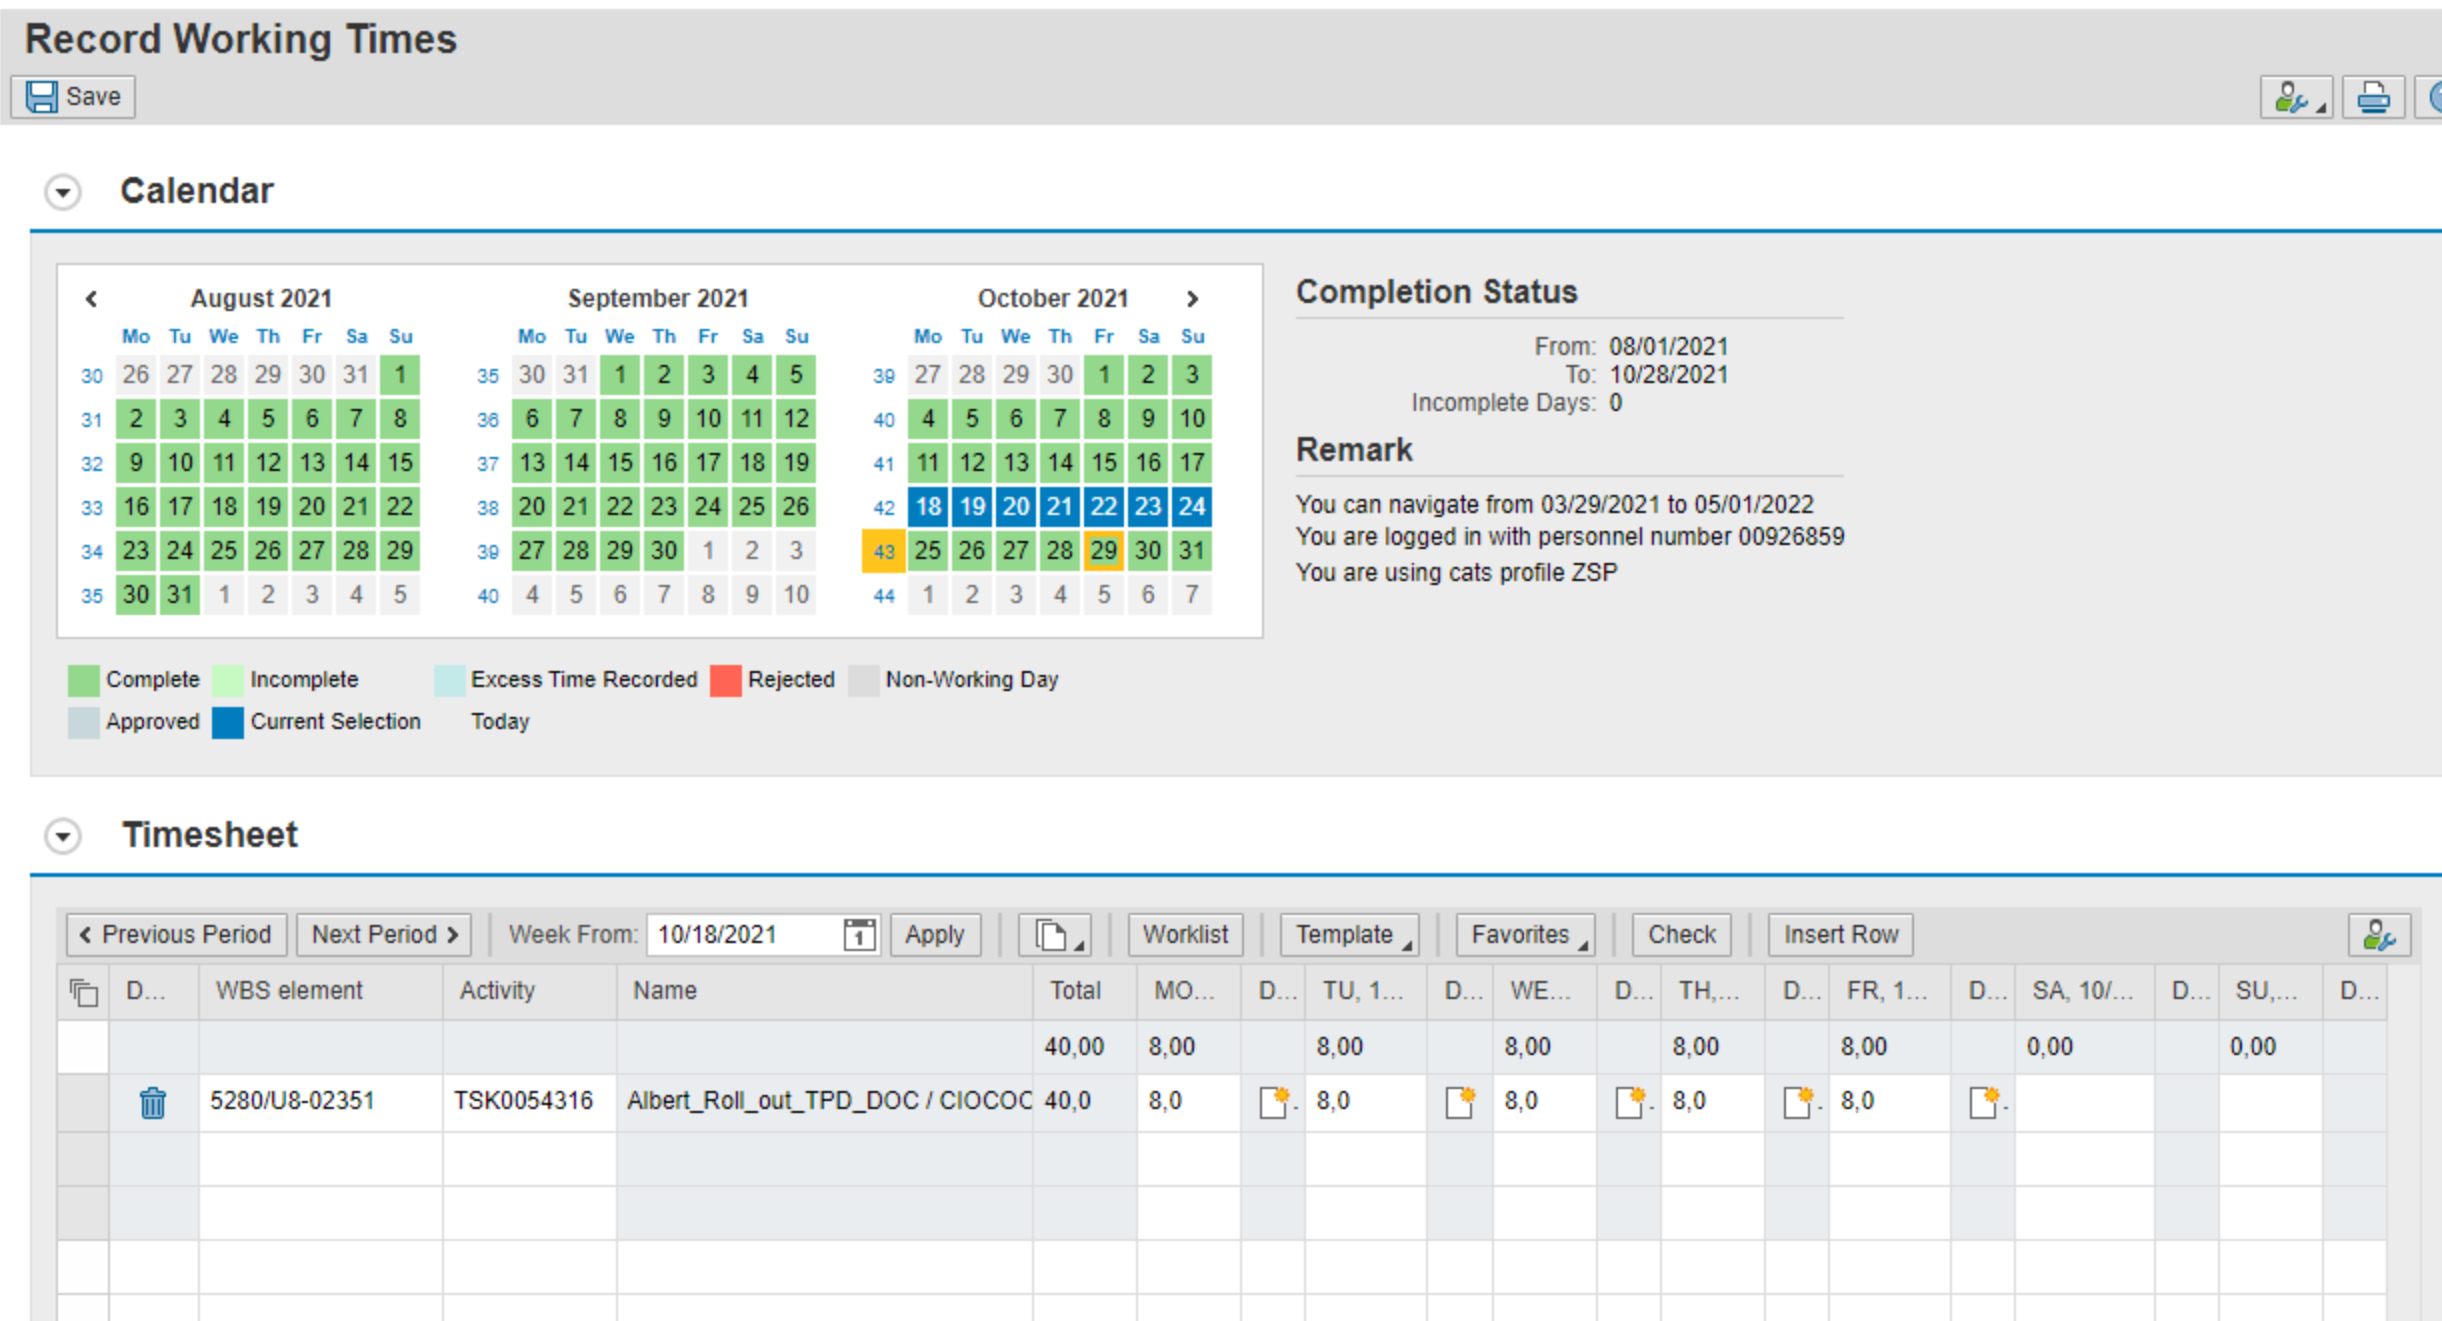 Record Working Times
Save
Calendar
August 2021 September 2021 October 2021
Mo Tu We Th Fr Sa Su Mo Tu We Th Fr Sa Su Mo Tu We Th Fr Sa Su
30 26 27 28 29 30 31 1 35 30 31 1 2 3 4 5 39 27 28 29 30 1 2 3
31 2 3 4 5 6 7 8 36 6 7 8 9 10 11 12 40 4 5 6 7 8 9 10
32 9 10 11 12 13 14 15 37 13 14 15 16 17 18 19 41 11 12 13 14 15 16 17
33 16 17 18 19 20 21 22 38 20 21 22 23 24 25 26 42 18 19 20 21 22 23 24
34 23 24 25 26 27 28 29 39 27 28 29 30 1 2 3 43 25 26 27 28 29 30 31
35 30 31 1 2 3 4 5 40 4 5 6 7 8 9 10 44 1 2 3 4 5 6 7
Complete Incomplete Excess Time Recorded Rejected Non-Working Day
Approved Current Selection Today
Completion Status
From: 08/01/2021
To: 10/28/2021
Incomplete Days: 0
Remark
You can navigate from 03/29/2021 to 05/01/2022
You are logged in with personnel number 00926859
You are using cats profile ZSP
Timesheet
Previous Period Next Period Week From: 10/18/2021 1 Apply Worklist Template Favorites Check Insert Row
D... WBS element Activity Name Total MO... D... TU, 1... D... WE... D... TH,... D... FR, 1... D... SA, 10/... D... SU,... D...
40,00 8,00 8,00 8,00 8,00 8,00 0,00 0,00
5280/U8-02351 TSK0054316 Albert_Roll_out_TPD_DOC / CIOCOC 40,0 8,0 8,0 8,0 8,0 8,0